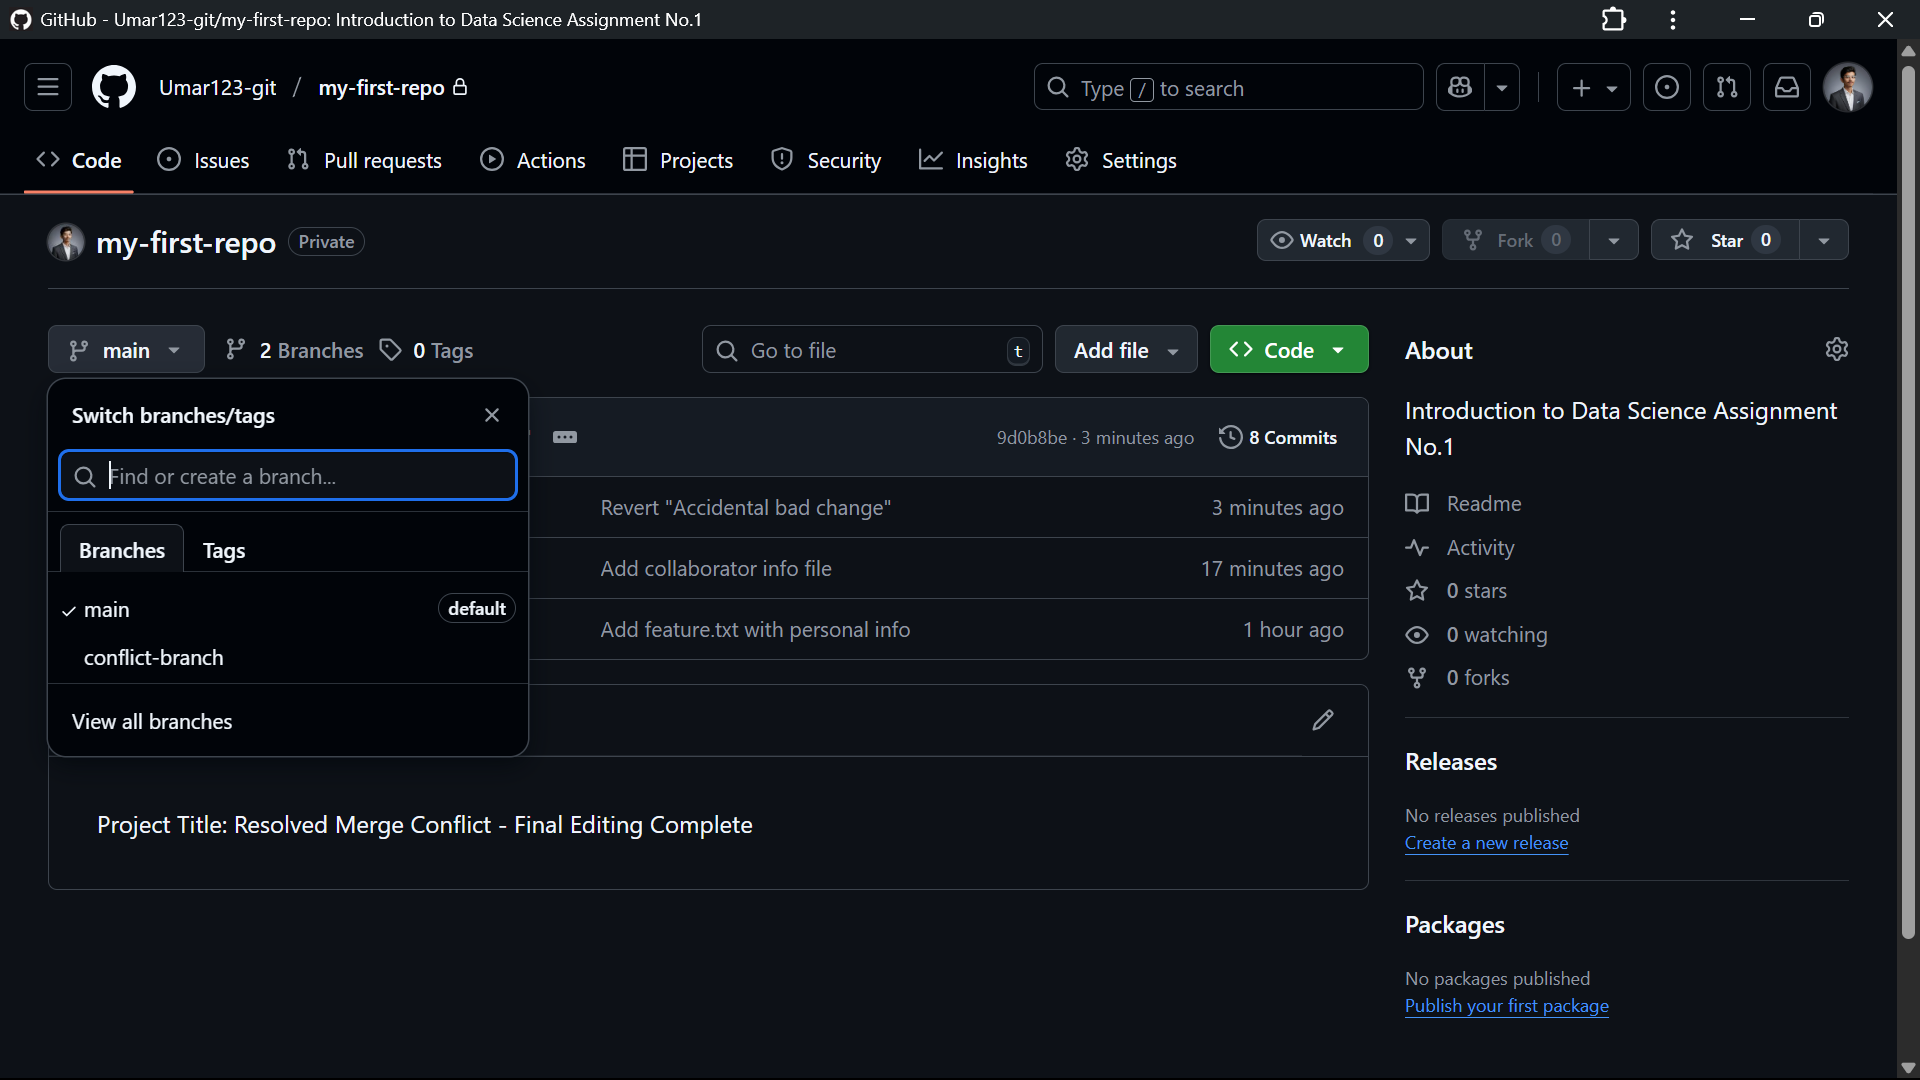 GitHub - Umar123-git/my-first-repo: Introduction to Data Science Assignment No.1
Umar123-git / my-first-repo
Type / to search
Code
Issues
Pull requests
Actions
Projects
Security
Insights
Settings
my-first-repo Private
Watch 0
Fork 0
Star 0
main
2 Branches
0 Tags
Go to file t
Add file
Code
Switch branches/tags
Find or create a branch...
Branches
Tags
main default
conflict-branch
View all branches
9d0b8be · 3 minutes ago
8 Commits
Revert "Accidental bad change" 3 minutes ago
Add collaborator info file 17 minutes ago
Add feature.txt with personal info 1 hour ago
Project Title: Resolved Merge Conflict - Final Editing Complete
About
Introduction to Data Science Assignment
No.1
Readme
Activity
0 stars
0 watching
0 forks
Releases
No releases published
Create a new release
Packages
No packages published
Publish your first package